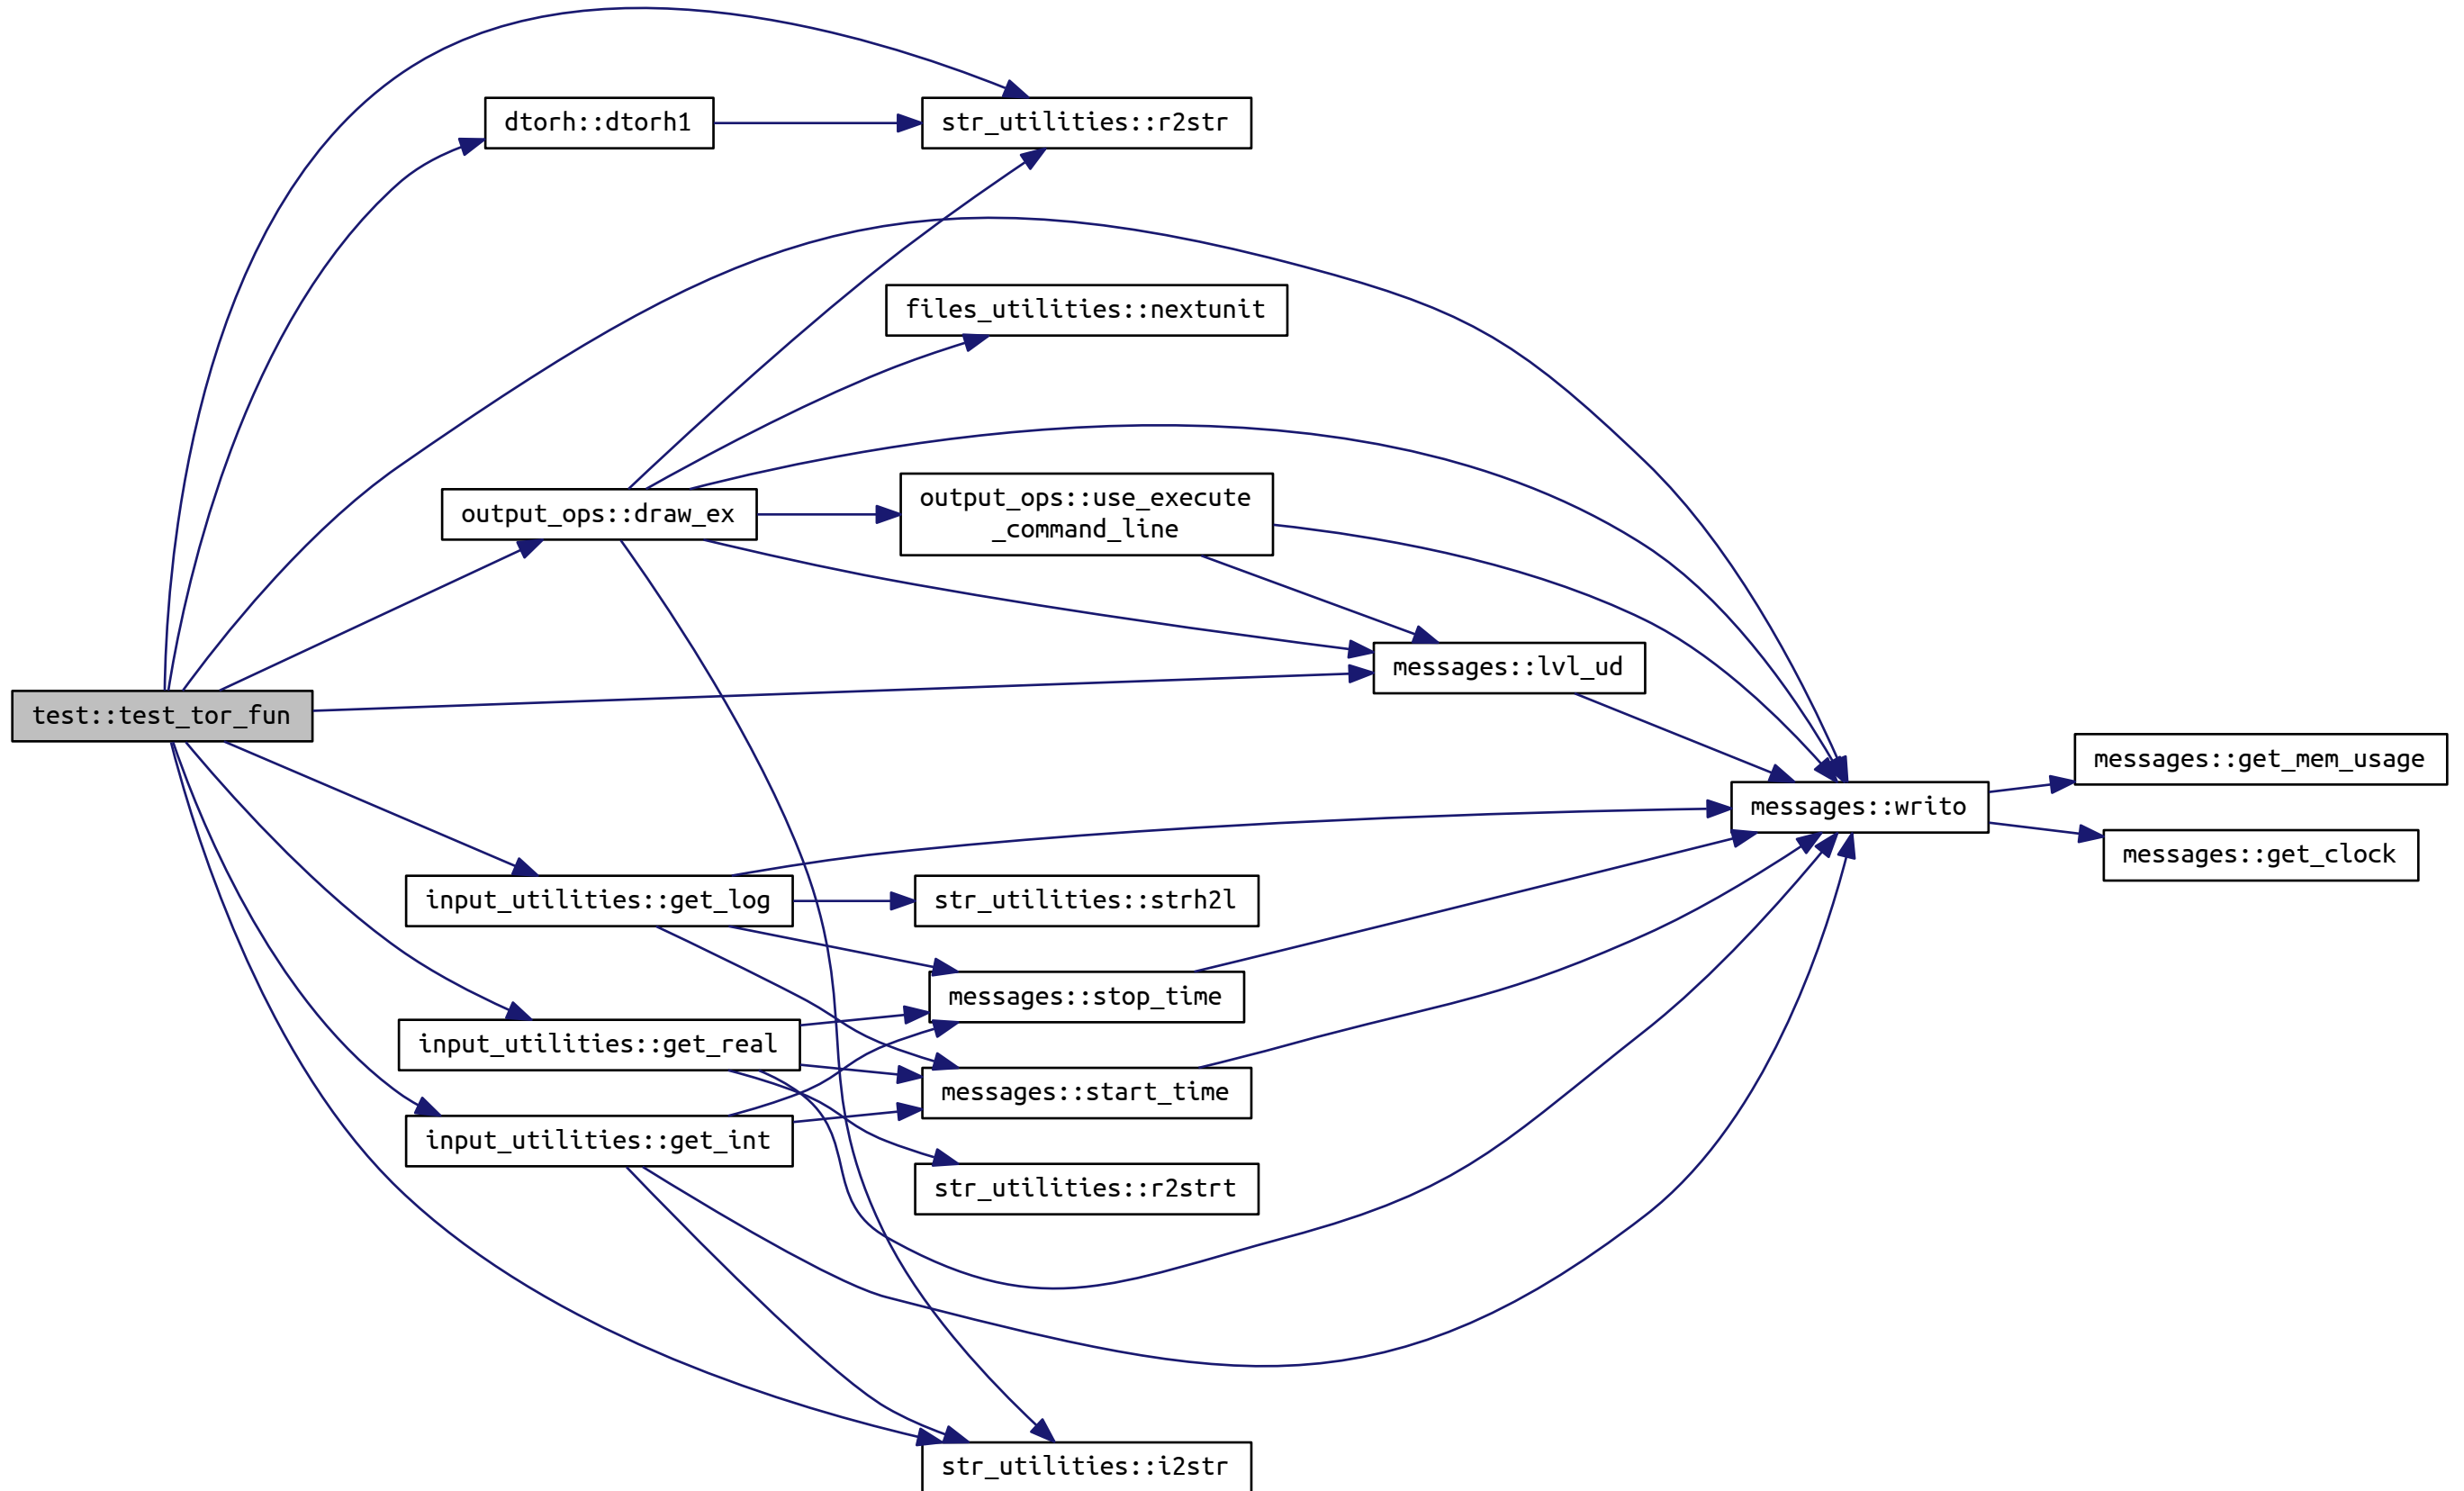 dtorh::dtorh1
str_utilities::r2str
files_utilities::nextunit
output_ops::draw_ex
output_ops::use_execute
_command_line
messages::lvl_ud
test::test_tor_fun
messages::get_mem_usage
messages::writo
messages::get_clock
input_utilities::get_log
str_utilities::strh2l
messages::stop_time
input_utilities::get_real
messages::start_time
input_utilities::get_int
str_utilities::r2strt
str_utilities::i2str